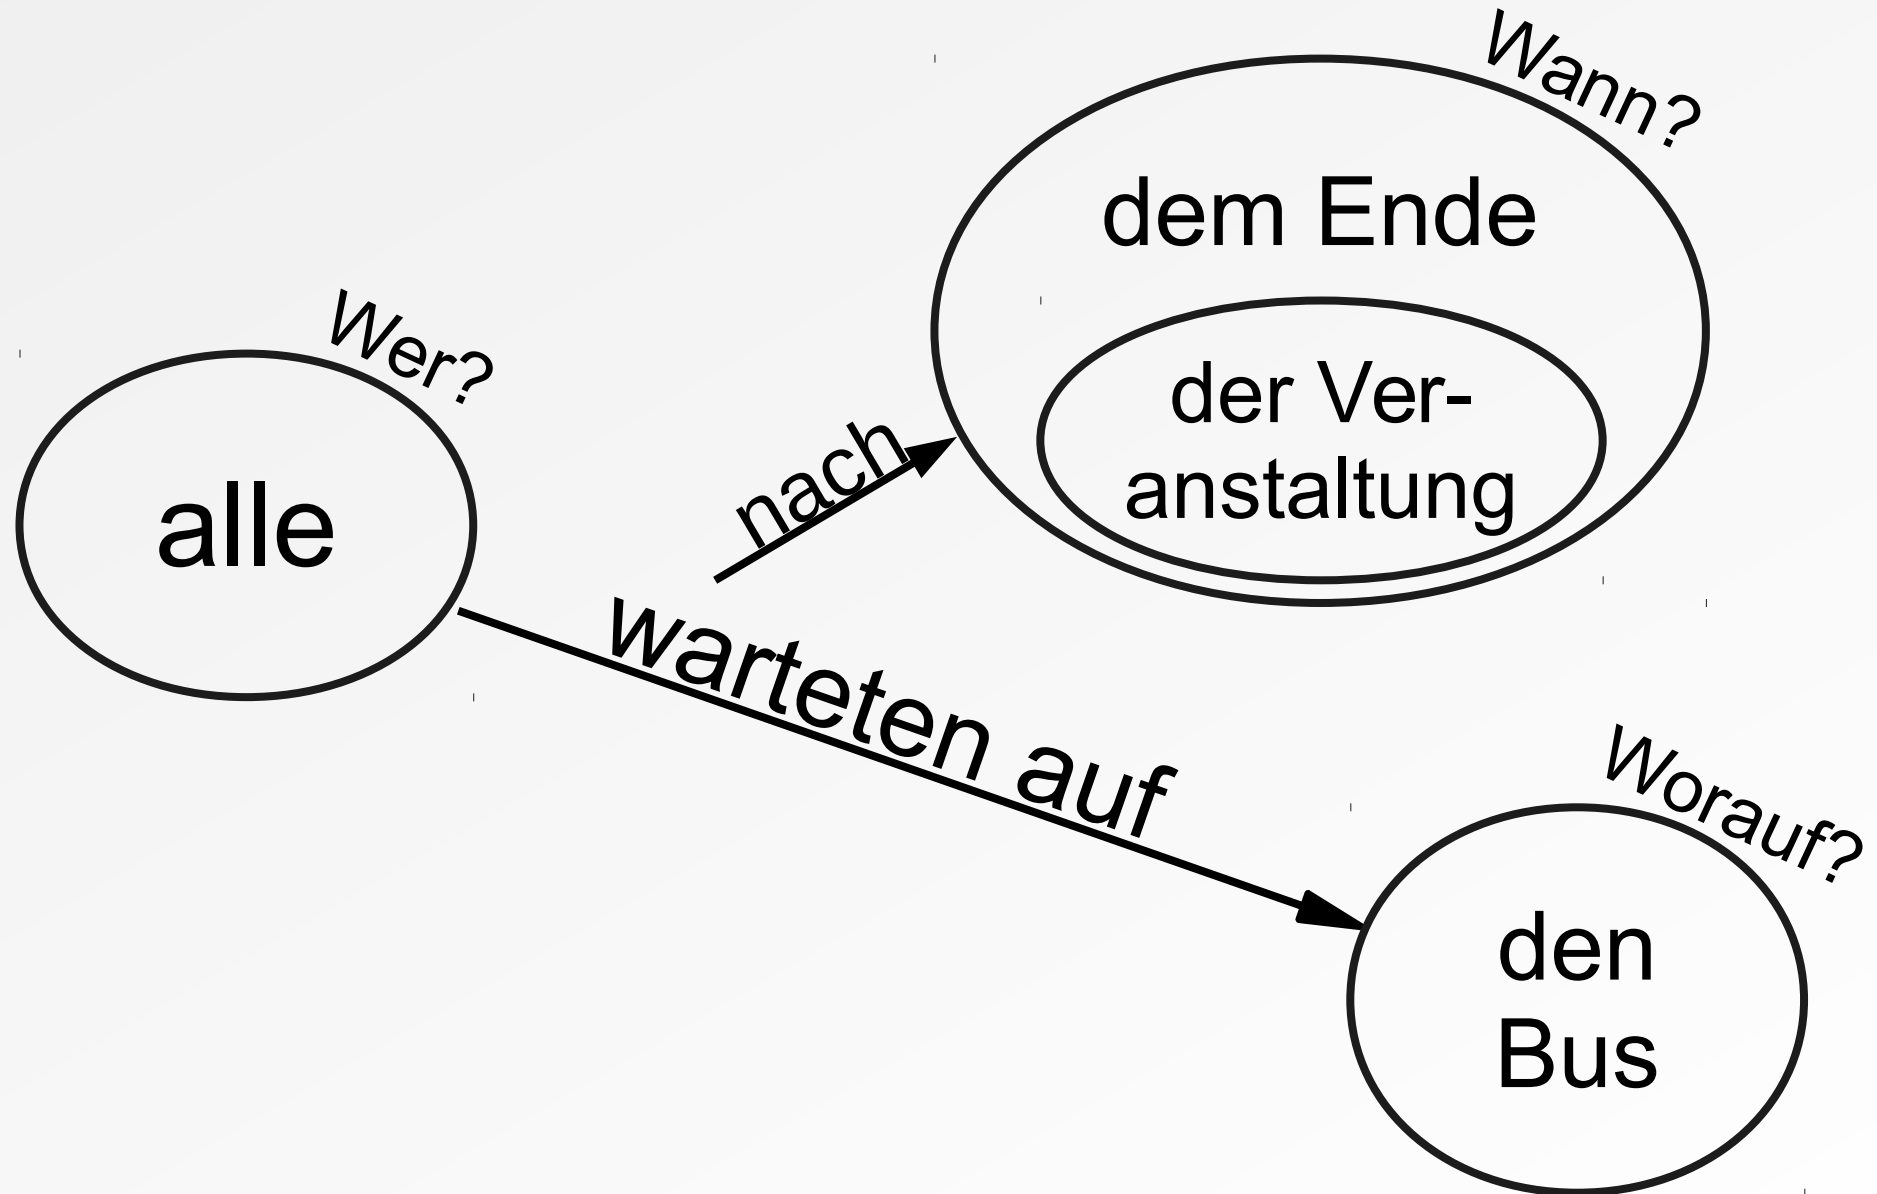 Wann?
dem Ende
der Ver-
anstaltung
Wer?
alle
nach
warteten auf
Worauf?
den
Bus